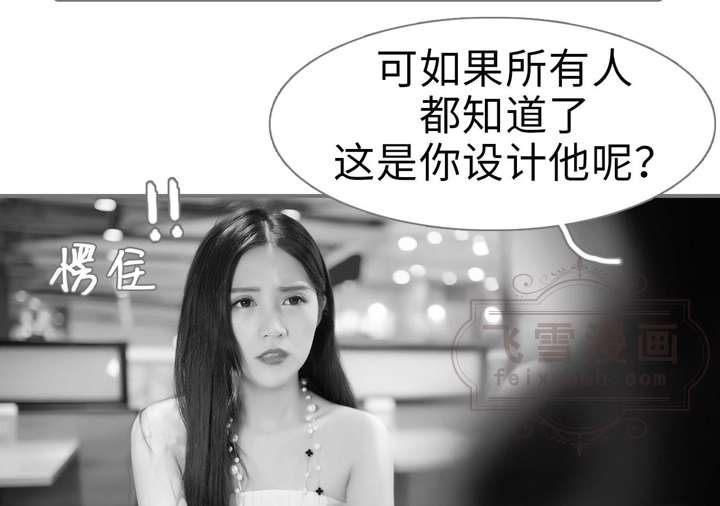 可如果所有人
都知道了
这是你设计他呢？
!!
愣住
飞雪漫画
feixuemh.com